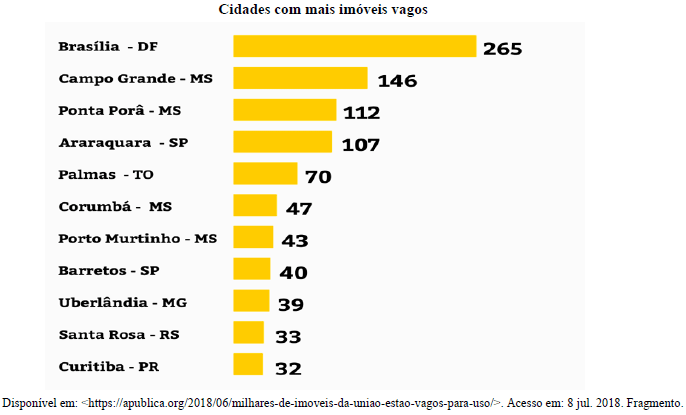 Cidades com mais imóveis vagos
Brasília - DF 265
Campo Grande - MS 146
Ponta Porã - MS 112
Araraquara - SP 107
Palmas - TO 70
Corumbá - MS 47
Porto Murtinho - MS 43
Barretos - SP 40
Uberlândia - MG 39
Santa Rosa - RS 33
Curitiba - PR 32
Disponível em: <https://apublica.org/2018/06/milhares-de-imoveis-da-uniao-estao-vagos-para-uso/>. Acesso em: 8 jul. 2018. Fragmento.